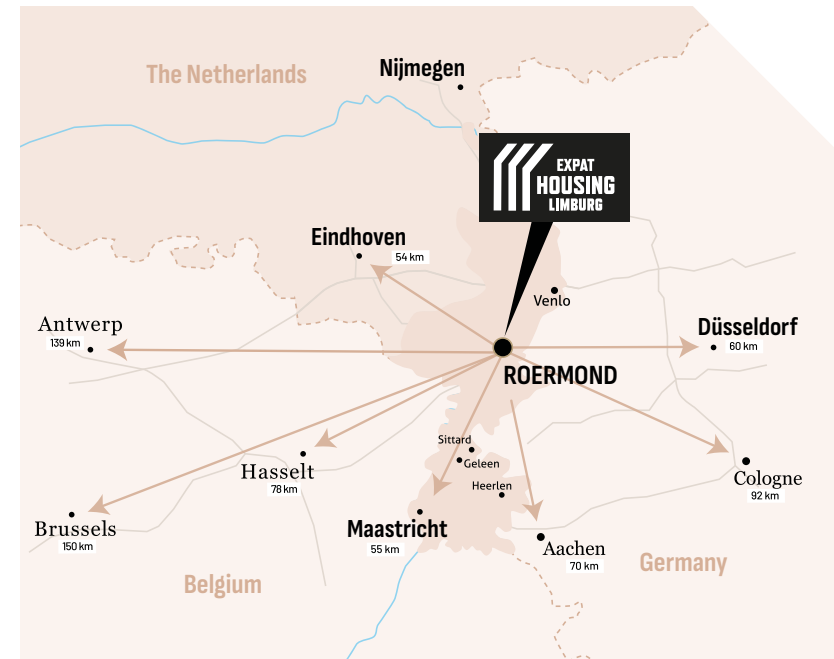 The Netherlands
Nijmegen
EXPAT
HOUSING
LIMBURG
Eindhoven
54 km
Venlo
Antwerp
139 km
Düsseldorf
60 km
ROERMOND
Sittard
Geleen
Heerlen
Hasselt
78 km
Cologne
92 km
Brussels
150 km
Maastricht
55 km
Aachen
70 km
Belgium
Germany